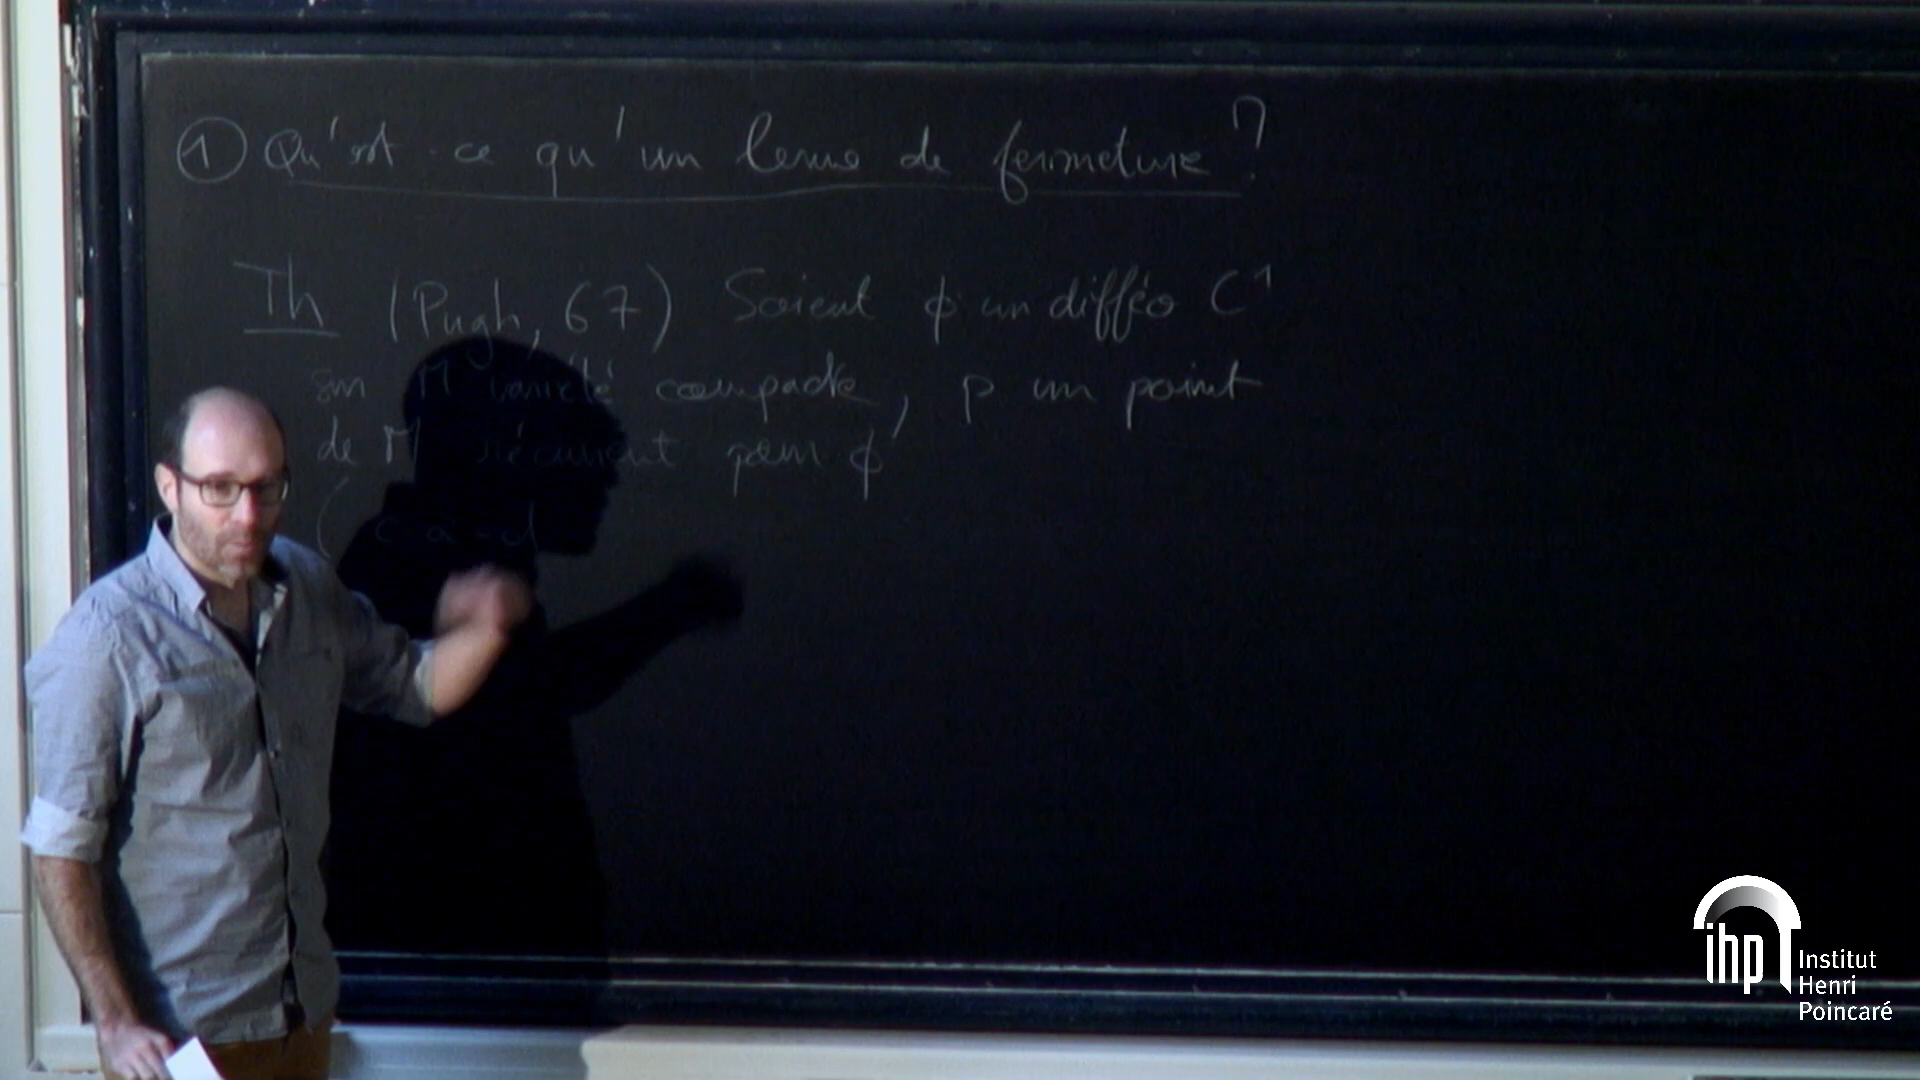 ① Qu'est-ce qu'un lemme de fermeture ?
Th (Pugh, 67) Soient φ un difféo C¹
sur M variété compacte, p un point
de M récurrent pour φ
( c-à-d
ihp Institut
Henri
Poincaré